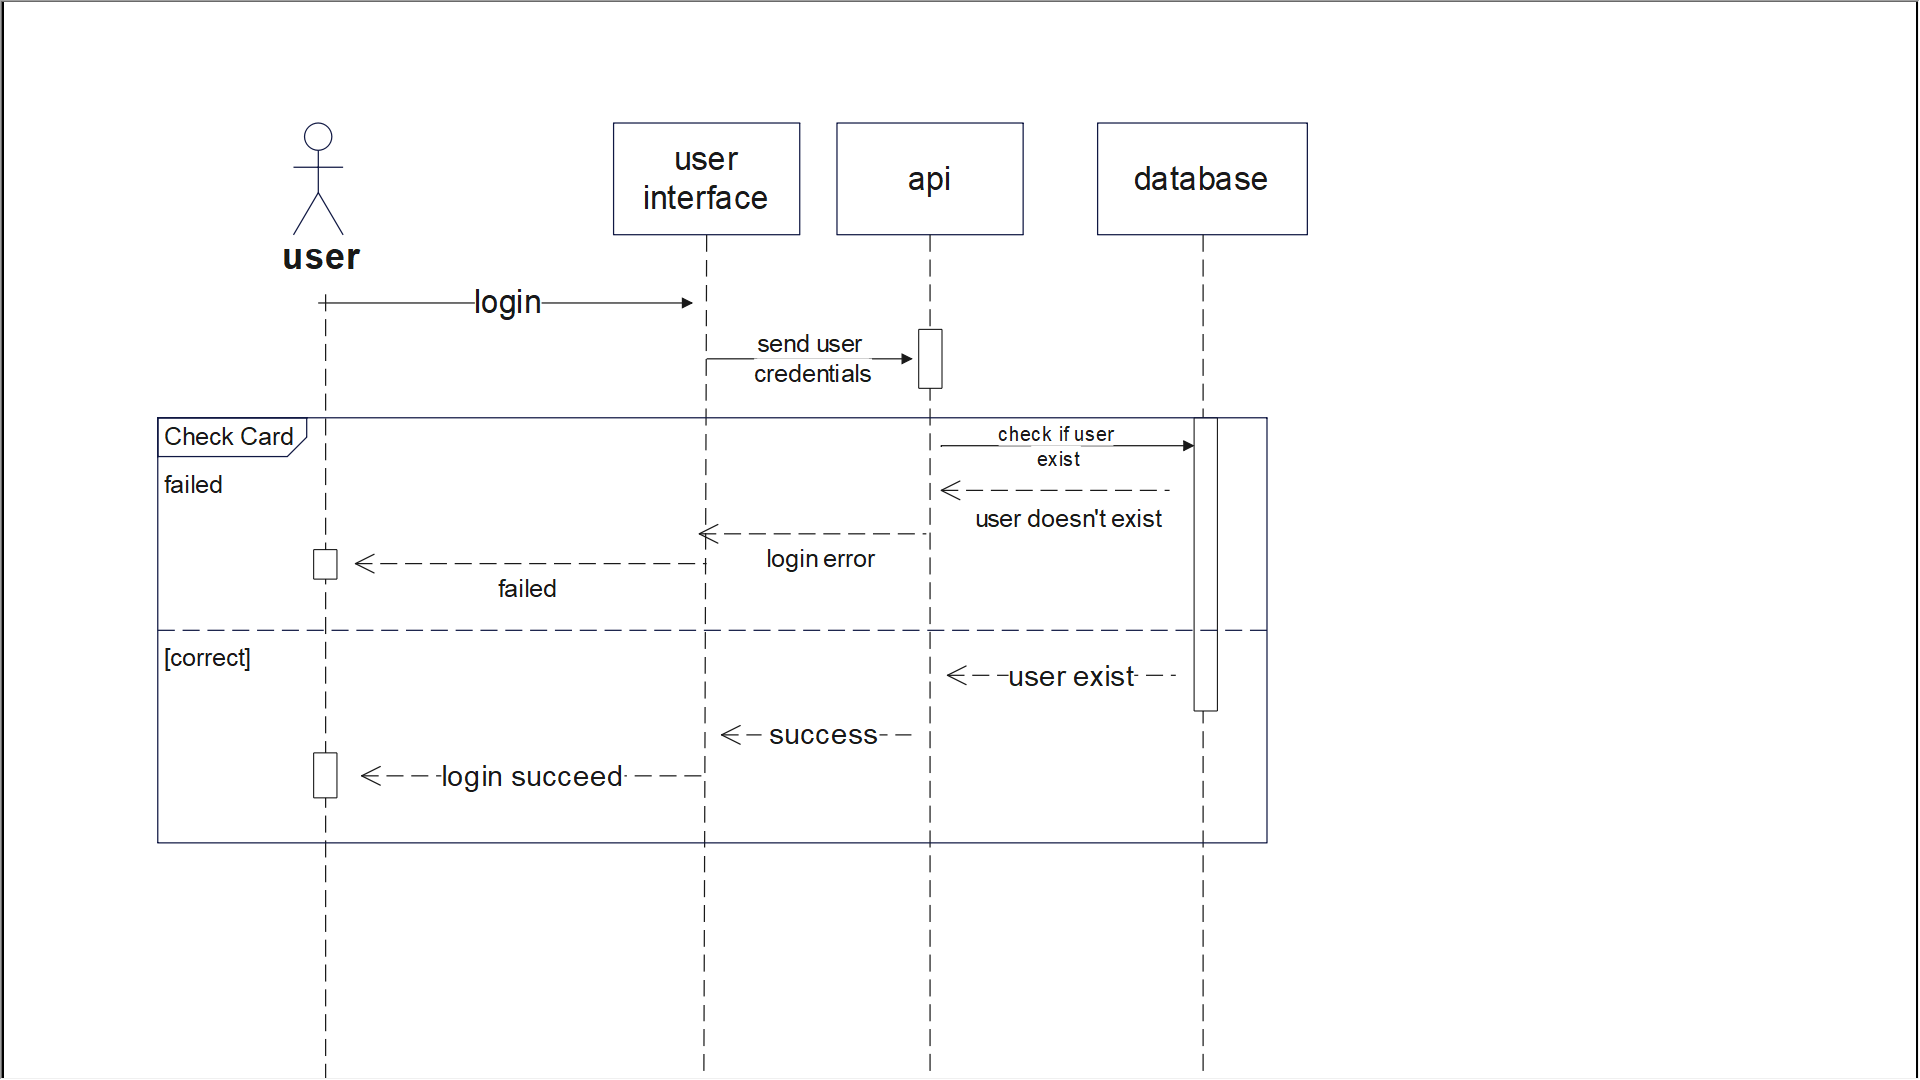 user
user
interface
api
database
login
send user
credentials
Check Card
check if user
exist
failed
user doesn't exist
login error
failed
[correct]
user exist
success
login succeed